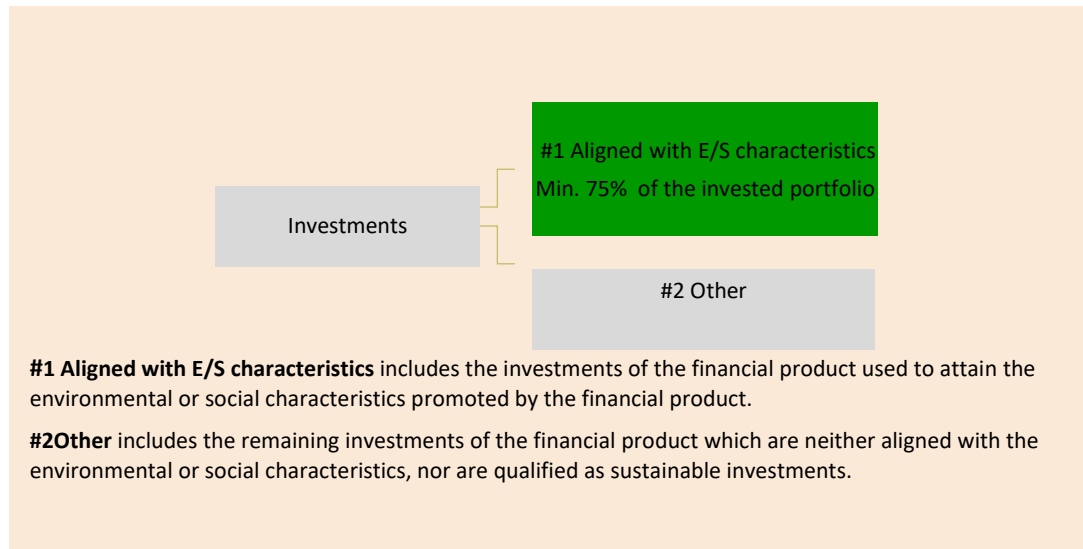 #1 Aligned with E/S characteristics
Min. 75% of the invested portfolio
Investments
#2 Other
#1 Aligned with E/S characteristics includes the investments of the financial product used to attain the
environmental or social characteristics promoted by the financial product.
#2Other includes the remaining investments of the financial product which are neither aligned with the
environmental or social characteristics, nor are qualified as sustainable investments.